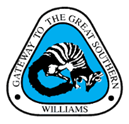 GATEWAY TO THE GREAT SOUTHERN
WILLIAMS